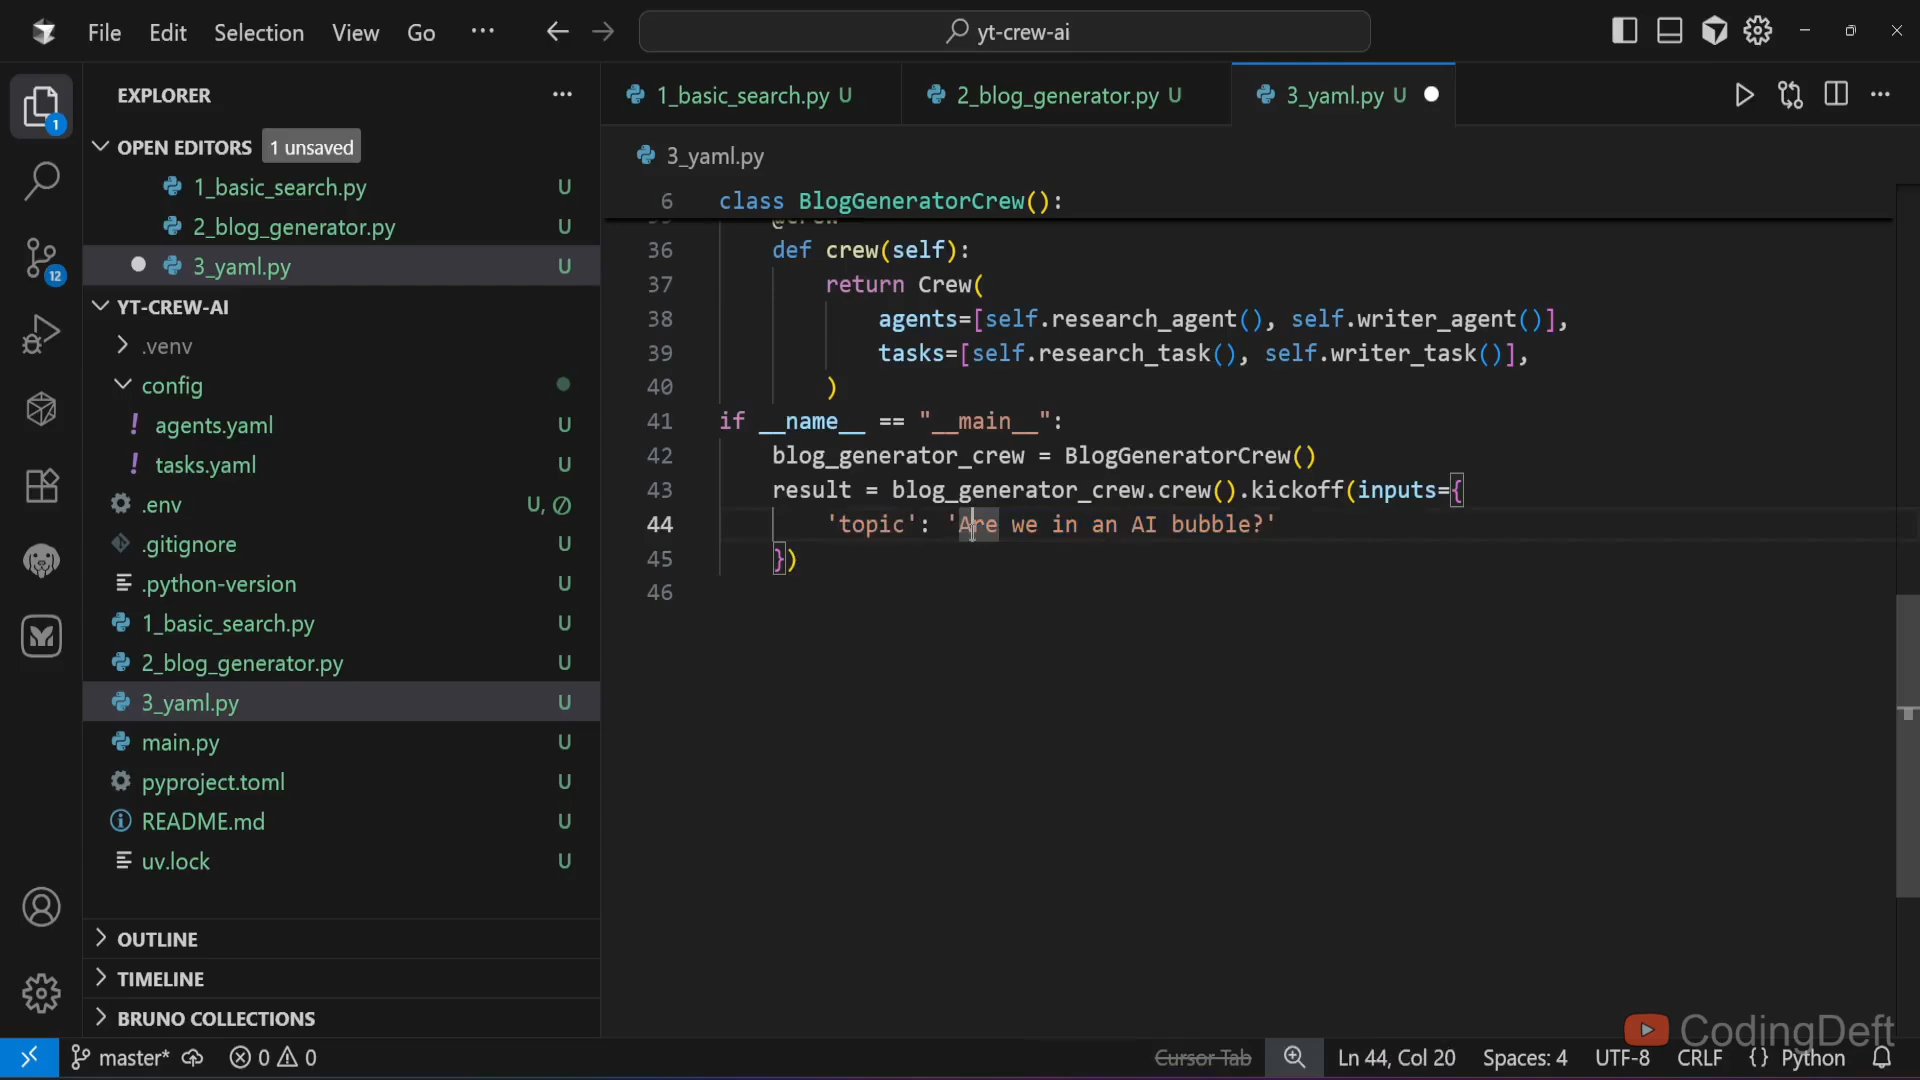 File Edit Selection View Go ... yt-crew-ai
EXPLORER ...
OPEN EDITORS 1 unsaved
1_basic_search.py U
2_blog_generator.py U
3_yaml.py U
YT-CREW-AI
.venv
config
! agents.yaml U
! tasks.yaml U
.env U,
.gitignore U
.python-version U
1_basic_search.py U
2_blog_generator.py U
3_yaml.py U
main.py U
pyproject.toml U
README.md U
uv.lock U
OUTLINE
TIMELINE
BRUNO COLLECTIONS
1
12
1_basic_search.py U 2_blog_generator.py U 3_yaml.py U
3_yaml.py
6 class BlogGeneratorCrew():
36 def crew(self):
37 return Crew(
38 agents=[self.research_agent(), self.writer_agent()],
39 tasks=[self.research_task(), self.writer_task()],
40 )
41 if __name__ == "__main__":
42 blog_generator_crew = BlogGeneratorCrew()
43 result = blog_generator_crew.crew().kickoff(inputs={
44 'topic': 'Are we in an AI bubble?'
45 })
46
CodingDeft
master* 0 0 Cursor Tab Ln 44, Col 20 Spaces: 4 UTF-8 CRLF {} Python